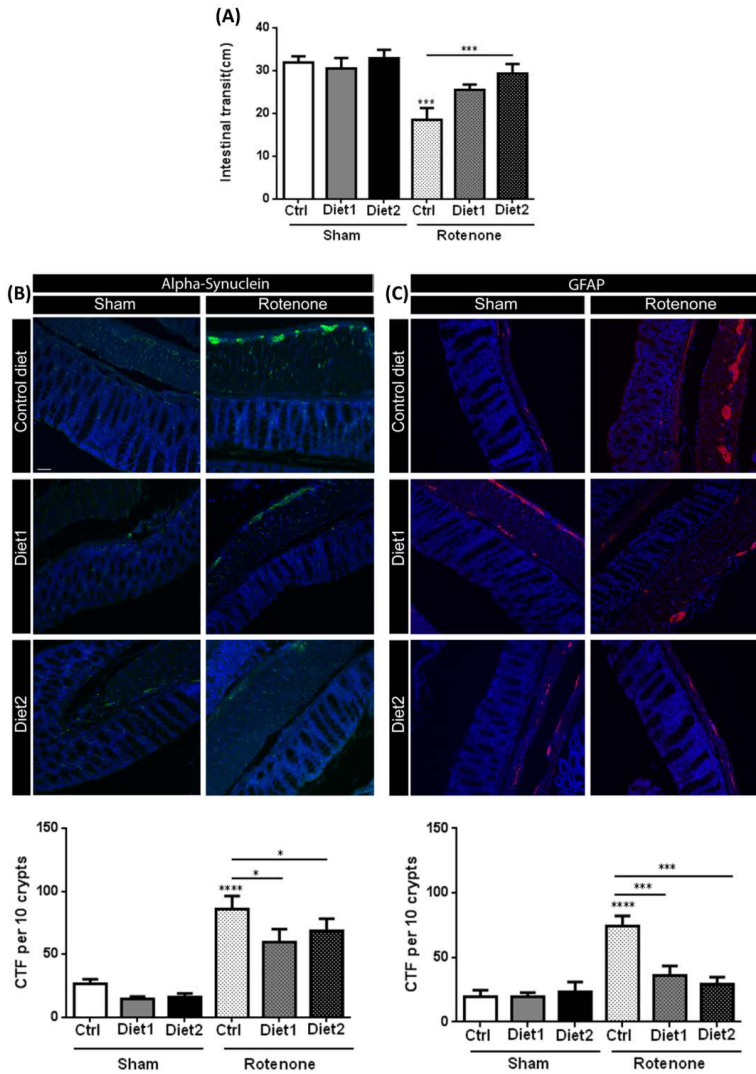 (A)
Intestinal transit(cm)
40
30
20
10
0
***
***
Ctrl Diet1 Diet2 Ctrl Diet1 Diet2
Sham Rotenone
(B)
Alpha-Synuclein
Sham Rotenone
Control diet
Diet1
Diet2
(C)
GFAP
Sham Rotenone
Control diet
Diet1
Diet2
CTF per 10 crypts
150
100
50
0
*
*
****
Ctrl Diet1 Diet2 Ctrl Diet1 Diet2
Sham Rotenone
CTF per 10 crypts
150
100
50
0
***
***
****
Ctrl Diet1 Diet2 Ctrl Diet1 Diet2
Sham Rotenone